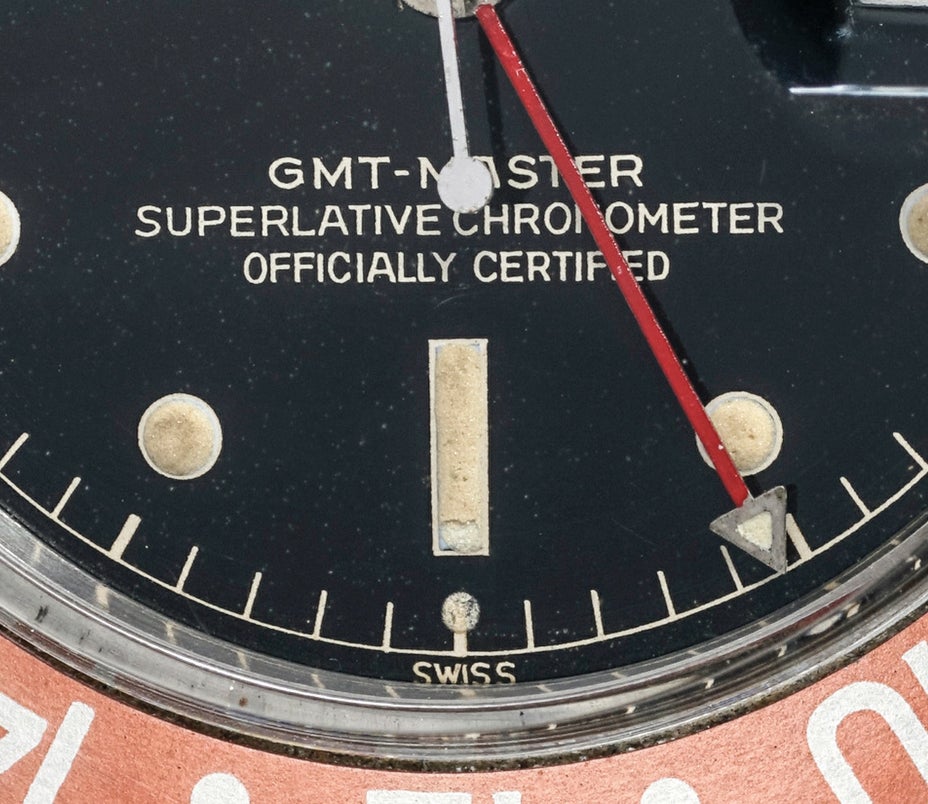 GMT-MASTER
SUPERLATIVE CHRONOMETER
OFFICIALLY CERTIFIED
SWISS